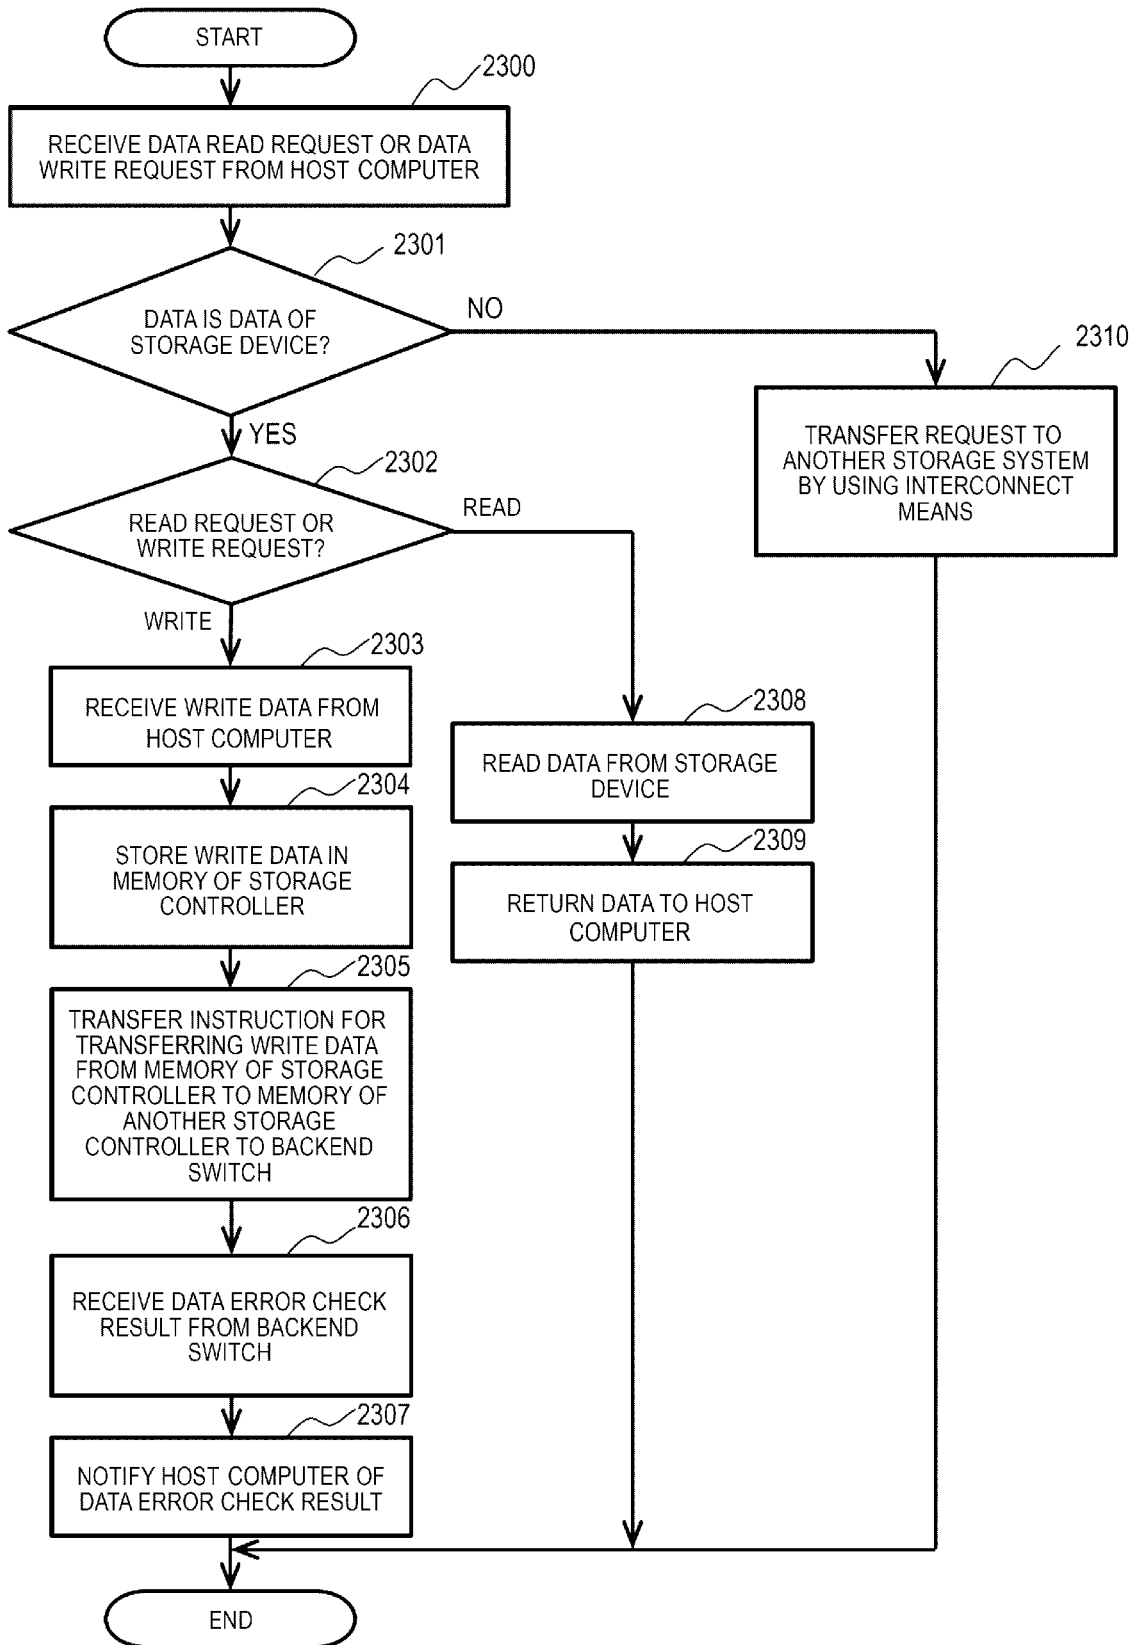 START
2300
RECEIVE DATA READ REQUEST OR DATA
WRITE REQUEST FROM HOST COMPUTER
2301
DATA IS DATA OF
STORAGE DEVICE?
NO
YES
2310
TRANSFER REQUEST TO
ANOTHER STORAGE SYSTEM
BY USING INTERCONNECT
MEANS
2302
READ REQUEST OR
WRITE REQUEST?
READ
WRITE
2303
RECEIVE WRITE DATA FROM
HOST COMPUTER
2308
READ DATA FROM STORAGE
DEVICE
2304
STORE WRITE DATA IN
MEMORY OF STORAGE
CONTROLLER
2309
RETURN DATA TO HOST
COMPUTER
2305
TRANSFER INSTRUCTION FOR
TRANSFERRING WRITE DATA
FROM MEMORY OF STORAGE
CONTROLLER TO MEMORY OF
ANOTHER STORAGE
CONTROLLER TO BACKEND
SWITCH
2306
RECEIVE DATA ERROR CHECK
RESULT FROM BACKEND
SWITCH
2307
NOTIFY HOST COMPUTER OF
DATA ERROR CHECK RESULT
END